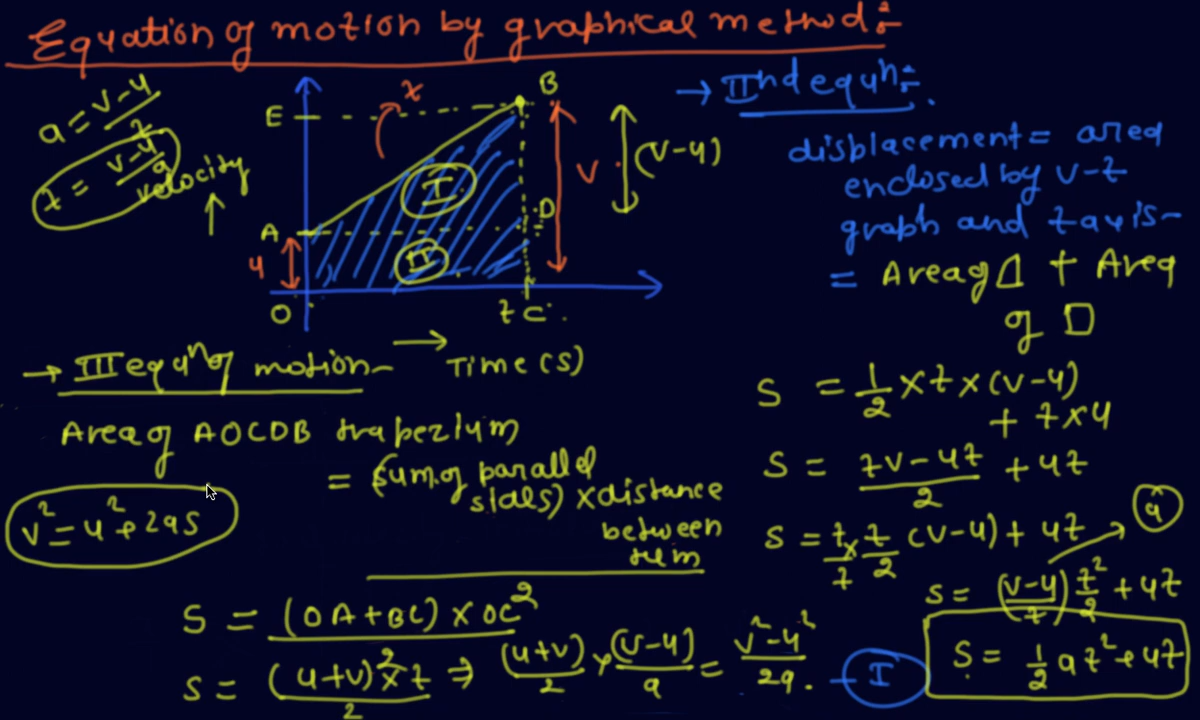 Equation of motion by graphical method:-
a = v-u/t
t = v-u/a
velocity
E
t
B
A
I
II
D
u
v
(v-u)
O
t
C
Time (s)
→ IInd equn:-
displacement = area
enclosed by v-t
graph and t axis-
= Area of Δ + Area
of □
S = 1/2 × t × (v-u)
+ t×u
S = tv-ut/2 + ut
S = t/t × t/2 (v-u) + ut
a
S = (v-u/t) t²/2 + ut
S = 1/2 at² + ut
→ III equn of motion-
Area of AOCDB trapezium
= (sum of parallel
sides) × distance
between
them
2
v² = u² + 2as
S = (OA+BC) × OC
2
S = (u+v) × t/2 ⇒ (u+v)/2 × (v-u)/a = v²-u²/2a. - I